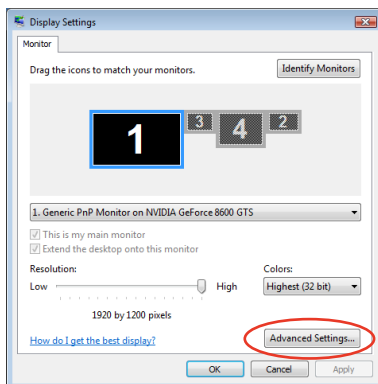 Display Settings
Monitor
Drag the icons to match your monitors.
Identify Monitors
1
3
4
2
1. Generic PnP Monitor on NVIDIA GeForce 8600 GTS
This is my main monitor
Extend the desktop onto this monitor
Resolution:
Colors:
Low
High
Highest (32 bit)
1920 by 1200 pixels
How do I get the best display?
Advanced Settings...
OK
Cancel
Apply